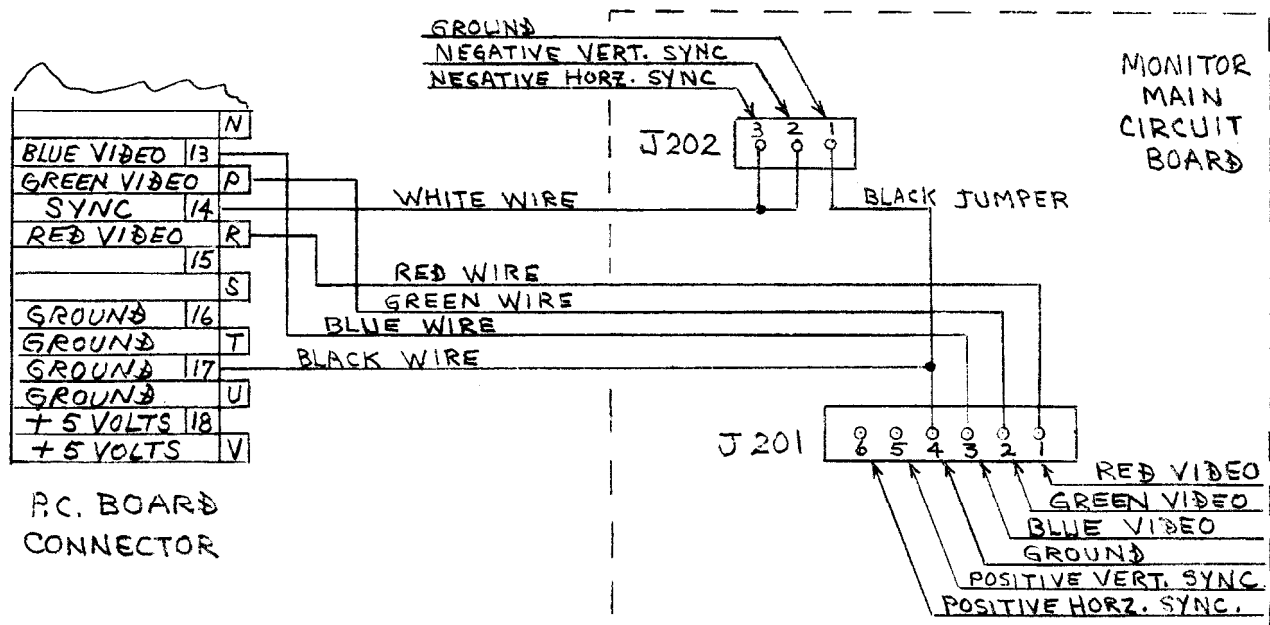 GROUND
NEGATIVE VERT. SYNC
NEGATIVE HORZ. SYNC
MONITOR
MAIN
CIRCUIT
BOARD
J202
3 2 1
N
BLUE VIDEO 13
GREEN VIDEO P
SYNC 14
RED VIDEO R
15
S
GROUND 16
GROUND T
GROUND 17
GROUND U
+ 5 VOLTS 18
+ 5 VOLTS V
P.C. BOARD
CONNECTOR
WHITE WIRE
BLACK JUMPER
RED WIRE
GREEN WIRE
BLUE WIRE
BLACK WIRE
J201
6 5 4 3 2 1
RED VIDEO
GREEN VIDEO
BLUE VIDEO
GROUND
POSITIVE VERT. SYNC
POSITIVE HORZ. SYNC.